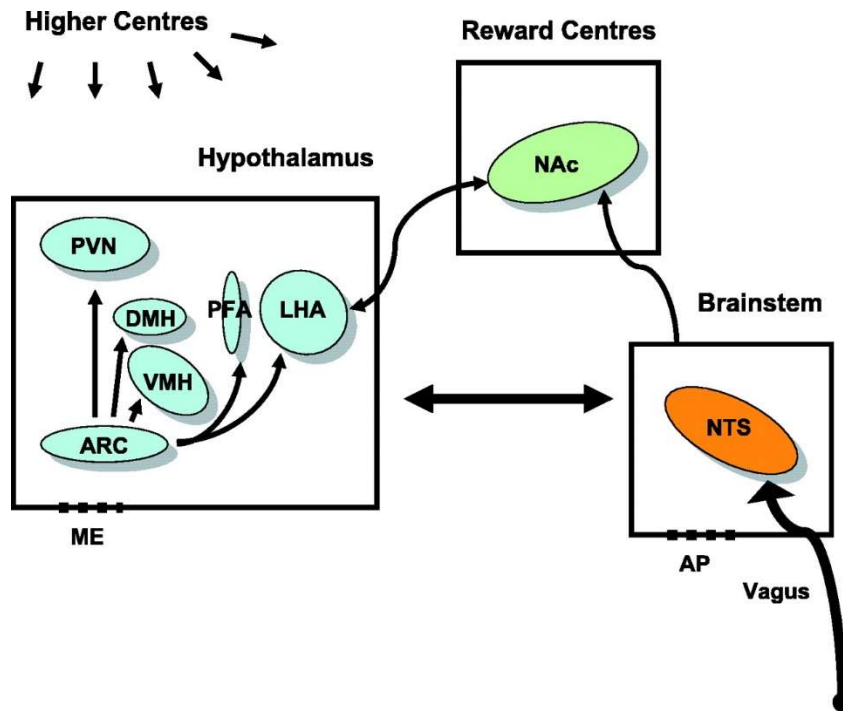 Higher Centres
Reward Centres
NAc
Hypothalamus
PVN
DMH
PFA
LHA
VMH
ARC
ME
Brainstem
NTS
AP
Vagus